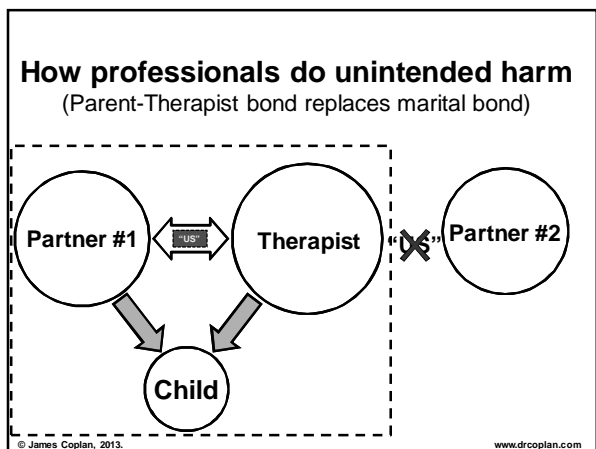 How professionals do unintended harm
(Parent-Therapist bond replaces marital bond)
Partner #1
"US"
Therapist
"US"
Partner #2
Child
© James Coplan, 2013.
www.drcoplan.com